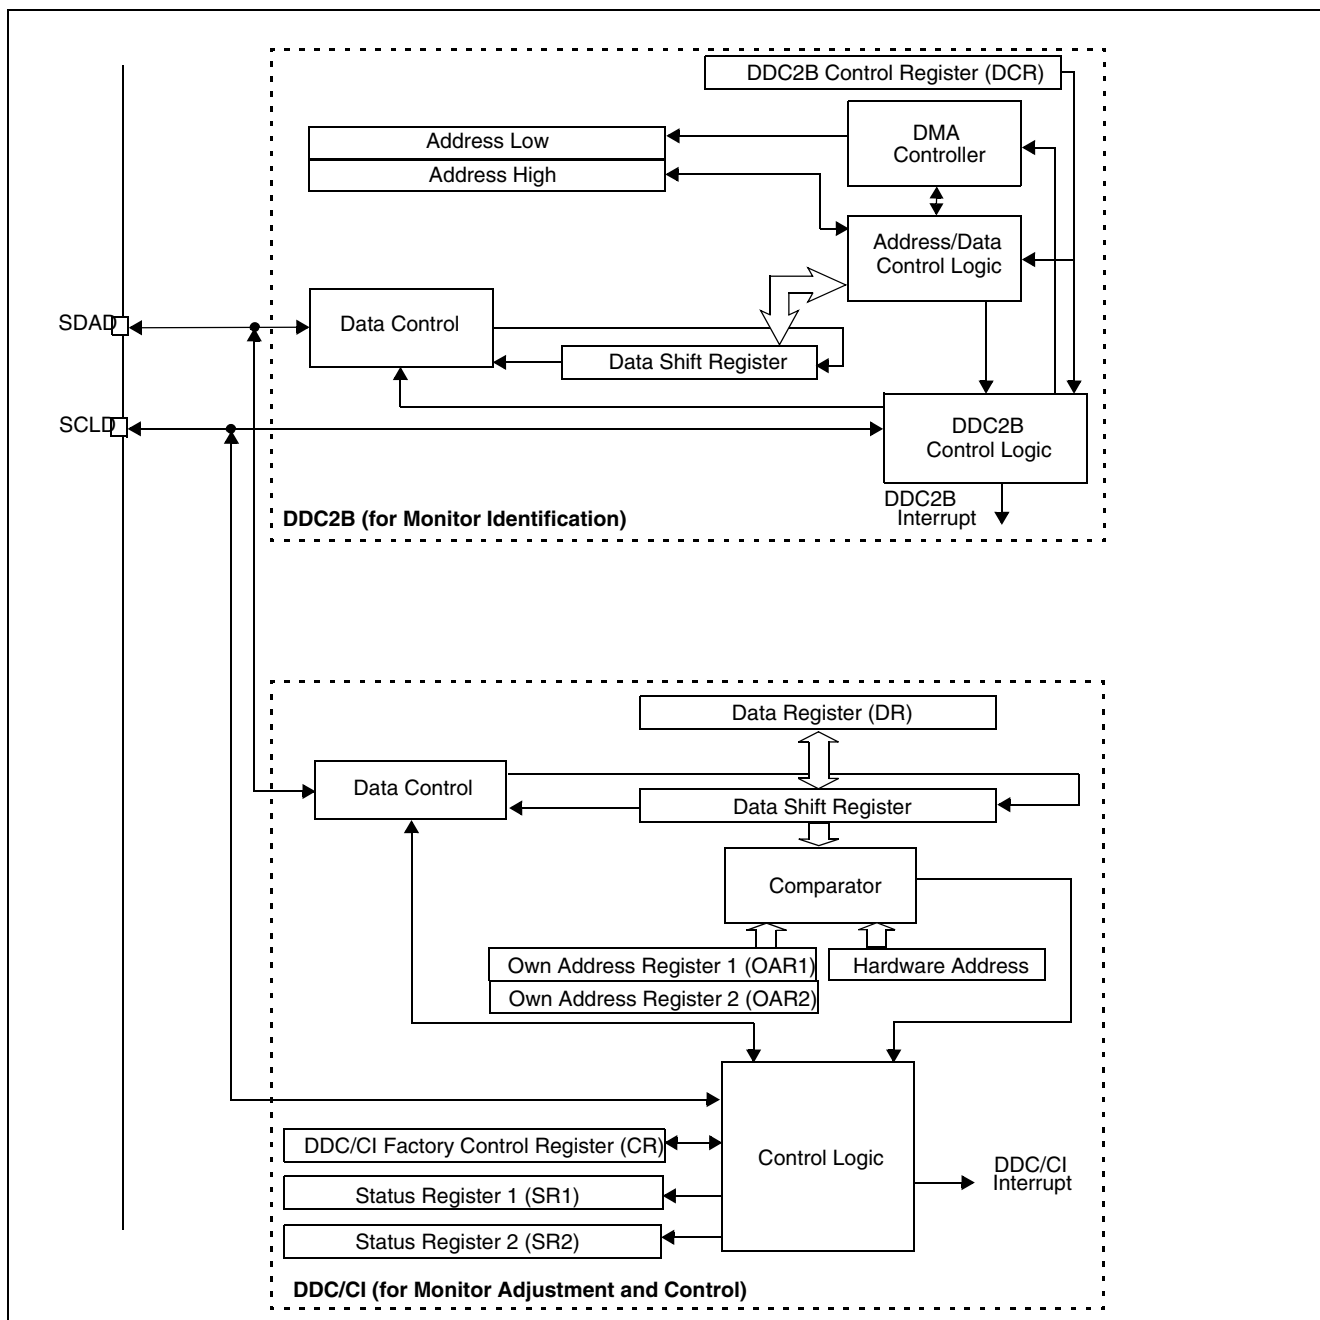 DDC2B Control Register (DCR)
DMA
Controller
Address Low
Address High
Address/Data
Control Logic
SDAD
Data Control
Data Shift Register
SCLD
DDC2B
Control Logic
DDC2B
Interrupt
DDC2B (for Monitor Identification)
Data Register (DR)
Data Control
Data Shift Register
Comparator
Own Address Register 1 (OAR1)
Hardware Address
Own Address Register 2 (OAR2)
DDC/CI Factory Control Register (CR)
Control Logic
DDC/CI
Interrupt
Status Register 1 (SR1)
Status Register 2 (SR2)
DDC/CI (for Monitor Adjustment and Control)